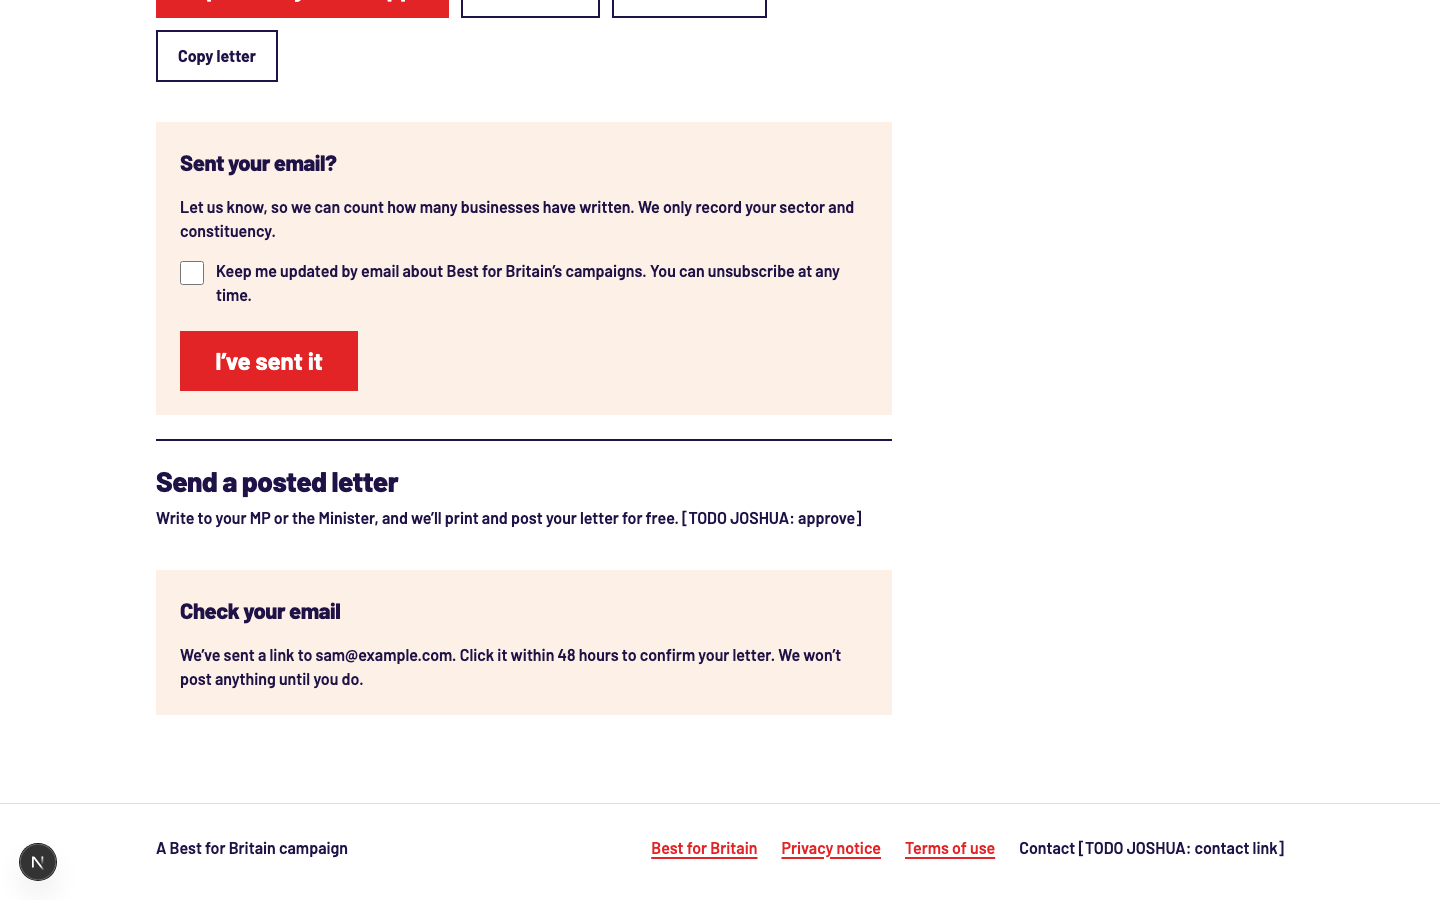 Copy letter
Sent your email?
Let us know, so we can count how many businesses have written. We only record your sector and
constituency.
Keep me updated by email about Best for Britain’s campaigns. You can unsubscribe at any
time.
I’ve sent it
Send a posted letter
Write to your MP or the Minister, and we’ll print and post your letter for free. [TODO JOSHUA: approve]
Check your email
We’ve sent a link to sam@example.com. Click it within 48 hours to confirm your letter. We won’t
post anything until you do.
A Best for Britain campaign
Best for Britain
Privacy notice
Terms of use
Contact [TODO JOSHUA: contact link]
N